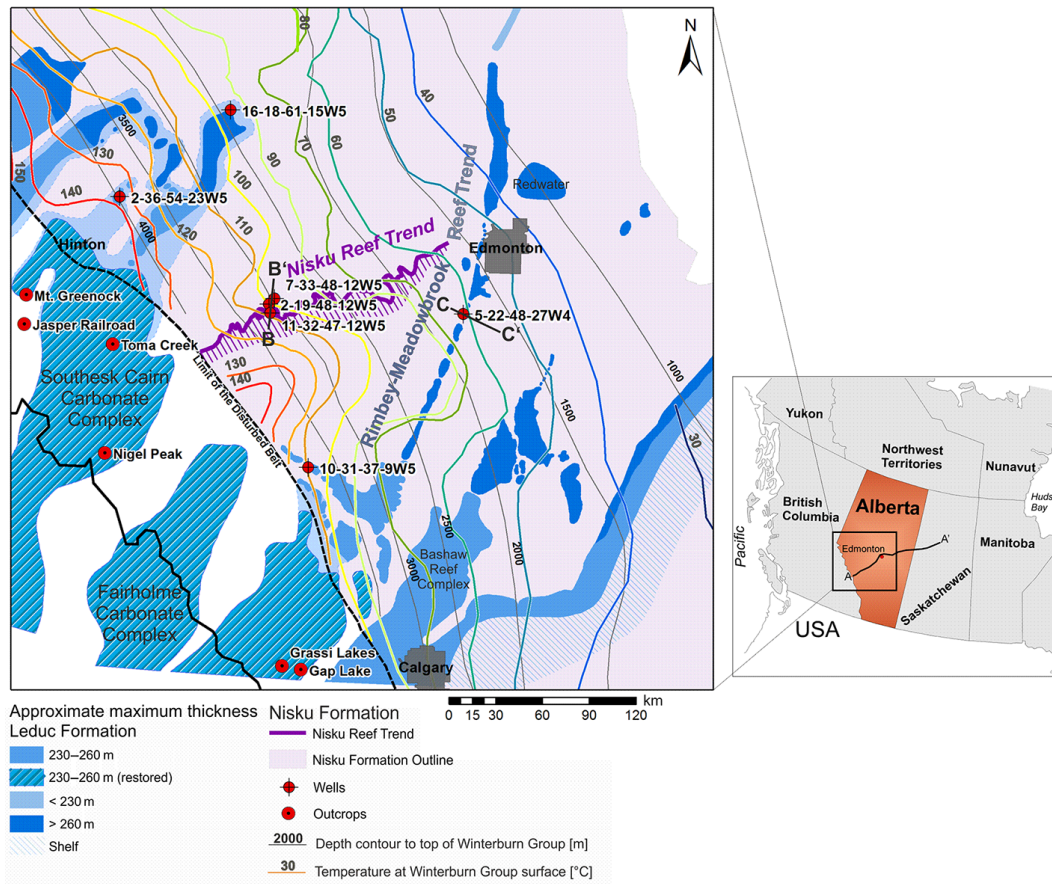 N
80
40
50
16-18-61-15W5
60
3500
70
90
130
150
140
100
2-36-54-23W5
Redwater
110
4000
120
Reef Trend
Hinton
Edmonton
Nisku Reef Trend
B‘
7-33-48-12W5
Mt. Greenock
2-19-48-12W5
C
5-22-48-27W4
Jasper Railroad
11-32-47-12W5
C‘
B
Toma Creek
Rimbey-Meadowbrook
Limit of the Disturbed Belt
130
140
1000
Southesk Cairn
Carbonate
Complex
1500
30
Nigel Peak
10-31-37-9W5
2500
2000
3000
Bashaw
Reef
Complex
Fairholme
Carbonate
Complex
Grassi Lakes
Gap Lake
Calgary
Yukon
Northwest
Territories
Nunavut
Huds
Bay
British
Columbia
Alberta
Manitoba
Edmonton
A'
A
Pacific
Saskatchewan
USA
0 15 30 60 90 120 km
Approximate maximum thickness
Leduc Formation
230–260 m
230–260 m (restored)
< 230 m
> 260 m
Shelf
Nisku Formation
Nisku Reef Trend
Nisku Formation Outline
Wells
Outcrops
2000 Depth contour to top of Winterburn Group [m]
30 Temperature at Winterburn Group surface [°C]